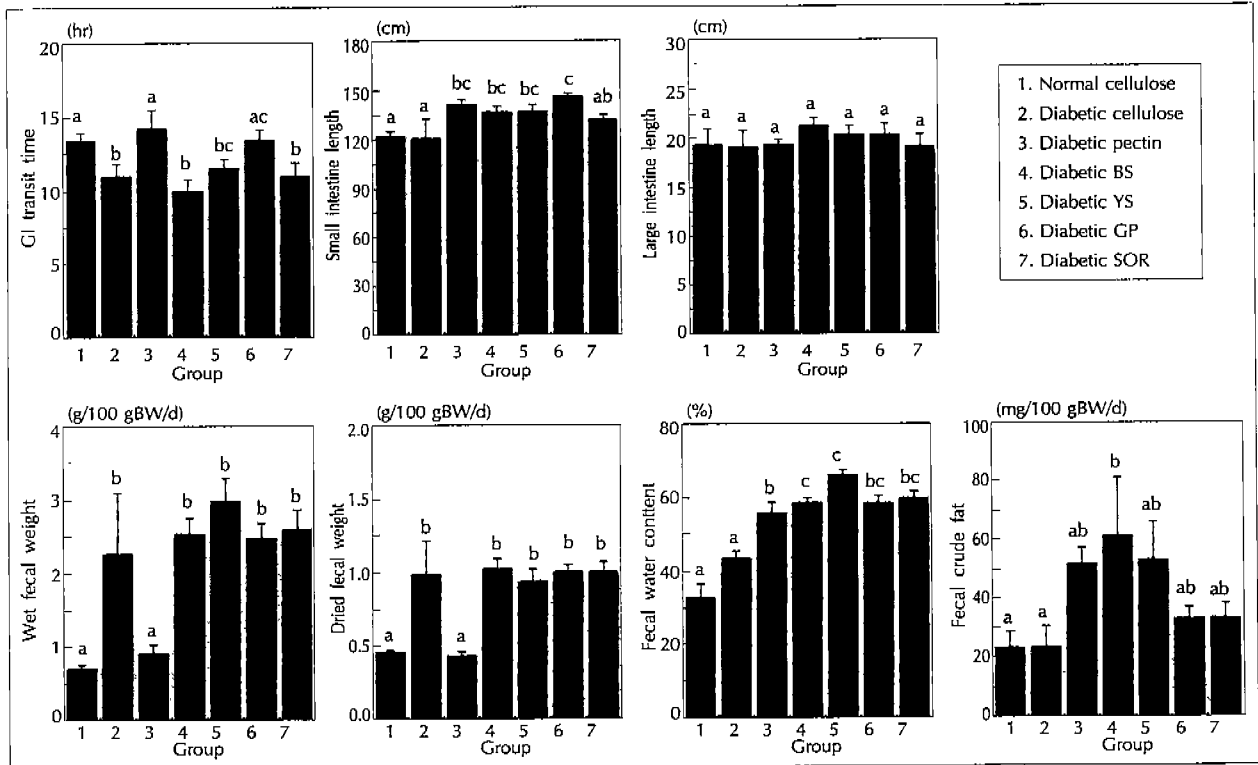 (hr)
20
15
10
5
0
GI transit time
a
b
a
b
bc
ac
b
1 2 3 4 5 6 7
Group
(cm)
180
150
120
90
60
30
0
Small intestine length
a
a
bc
bc
bc
c
ab
1 2 3 4 5 6 7
Group
(cm)
30
25
20
15
10
5
0
Large intestine length
a
a
a
a
a
a
a
1 2 3 4 5 6 7
Group
1. Normal cellulose
2. Diabetic cellulose
3. Diabetic pectin
4. Diabetic BS
5. Diabetic YS
6. Diabetic GP
7. Diabetic SOR
(g/100 gBW/d)
4
3
2
1
0
Wet fecal weight
a
b
a
b
b
b
b
1 2 3 4 5 6 7
Group
(g/100 gBW/d)
2.0
1.5
1.0
0.5
0.0
Dried fecal weight
a
b
a
b
b
b
b
1 2 3 4 5 6 7
Group
(%)
80
60
40
20
0
Fecal water conttent
a
a
b
c
c
bc
bc
1 2 3 4 5 6 7
Group
(mg/100 gBW/d)
100
80
60
40
20
0
Fecal crude fat
a
a
ab
b
ab
ab
ab
1 2 3 4 5 6 7
Group